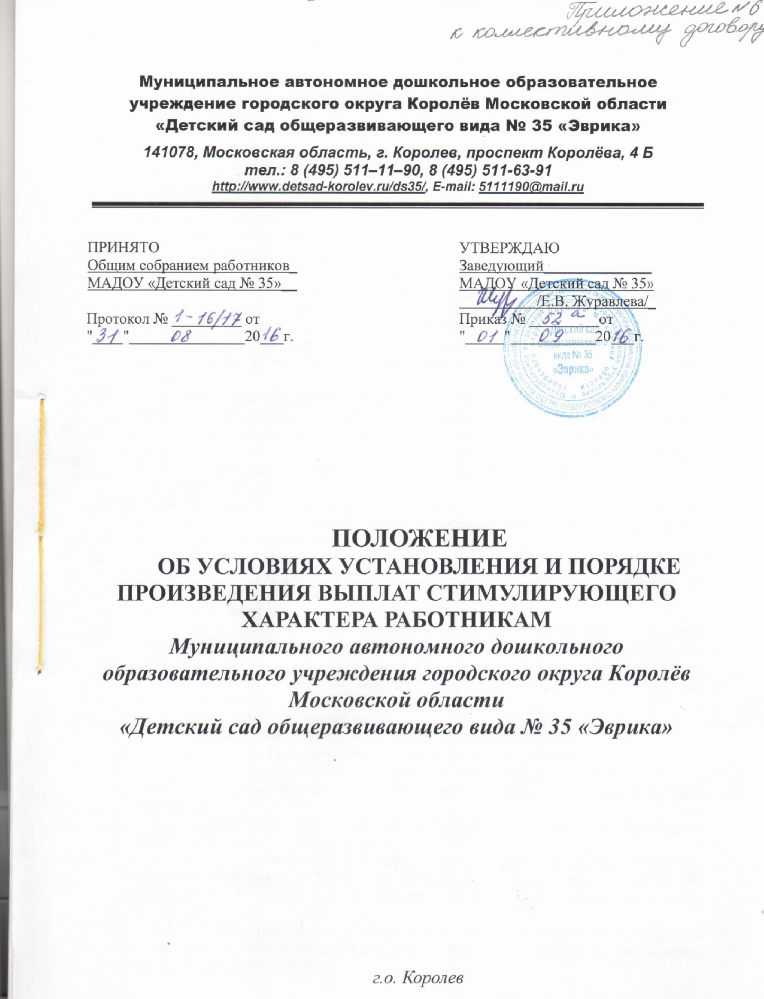 Приложение № 6
к коллективному договору
Муниципальное автономное дошкольное образовательное
учреждение городского округа Королёв Московской области
«Детский сад общеразвивающего вида № 35 «Эврика»
141078, Московская область, г. Королев, проспект Королёва, 4 Б
тел.: 8 (495) 511–11–90, 8 (495) 511-63-91
http://www.detsad-korolev.ru/ds35/, E-mail: 5111190@mail.ru
ПРИНЯТО
Общим собранием работников_
МАДОУ «Детский сад № 35»__
Протокол № 1-16/17 от
"31" 08 2016 г.
УТВЕРЖДАЮ
Заведующий
МАДОУ «Детский сад № 35»
/Е.В. Журавлева/_
Приказ № 52 а от
"01" 09 2016 г.
Детский сад
общеразвивающего
вида № 35
«Эврика»
ПОЛОЖЕНИЕ
ОБ УСЛОВИЯХ УСТАНОВЛЕНИЯ И ПОРЯДКЕ
ПРОИЗВЕДЕНИЯ ВЫПЛАТ СТИМУЛИРУЮЩЕГО
ХАРАКТЕРА РАБОТНИКАМ
Муниципального автономного дошкольного
образовательного учреждения городского округа Королёв
Московской области
«Детский сад общеразвивающего вида № 35 «Эврика»
г.о. Королев